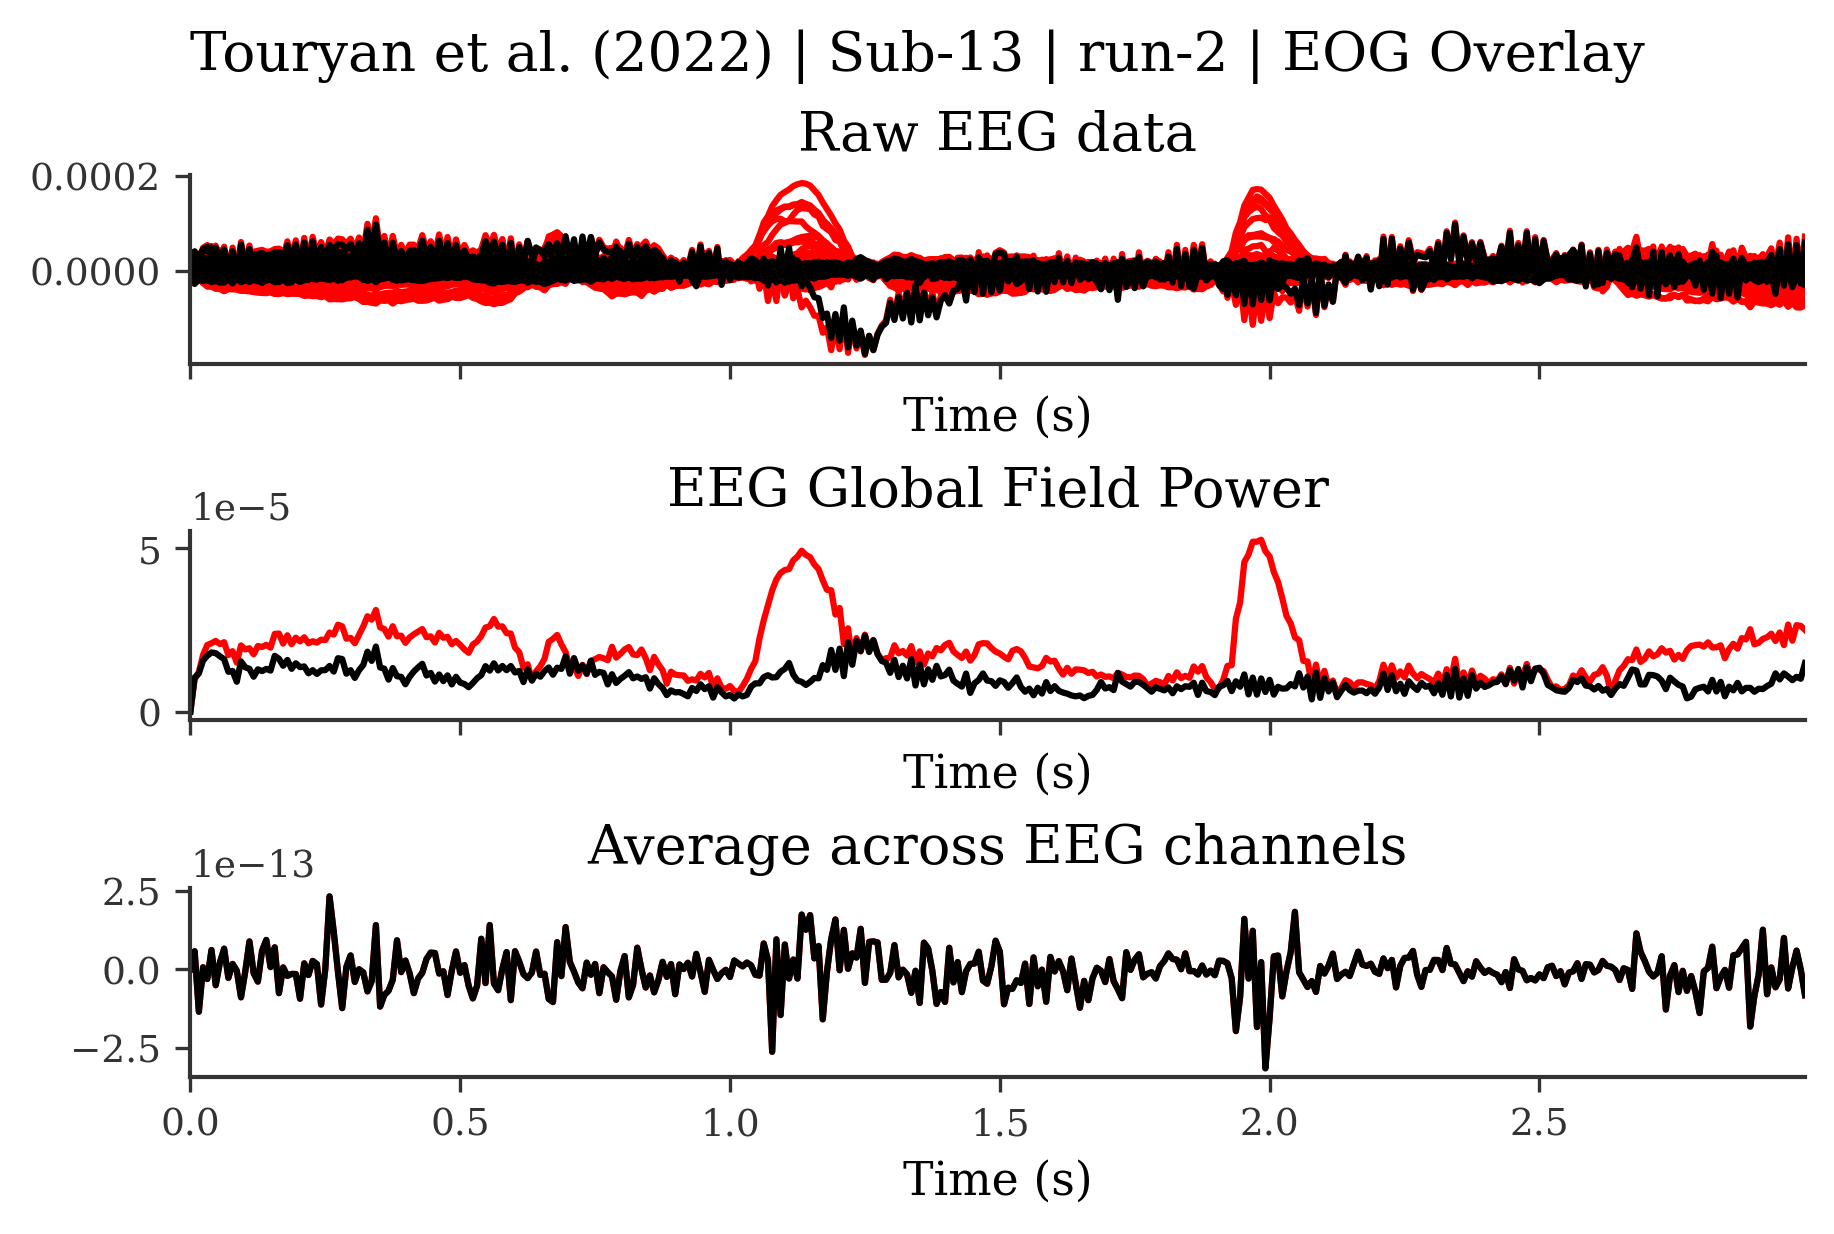 Touryan et al. (2022) | Sub-13 | run-2 | EOG Overlay
Raw EEG data
0.0002
0.0000
Time (s)
EEG Global Field Power
1e−5
5
0
Time (s)
Average across EEG channels
1e−13
2.5
0.0
−2.5
0.0 0.5 1.0 1.5 2.0 2.5
Time (s)